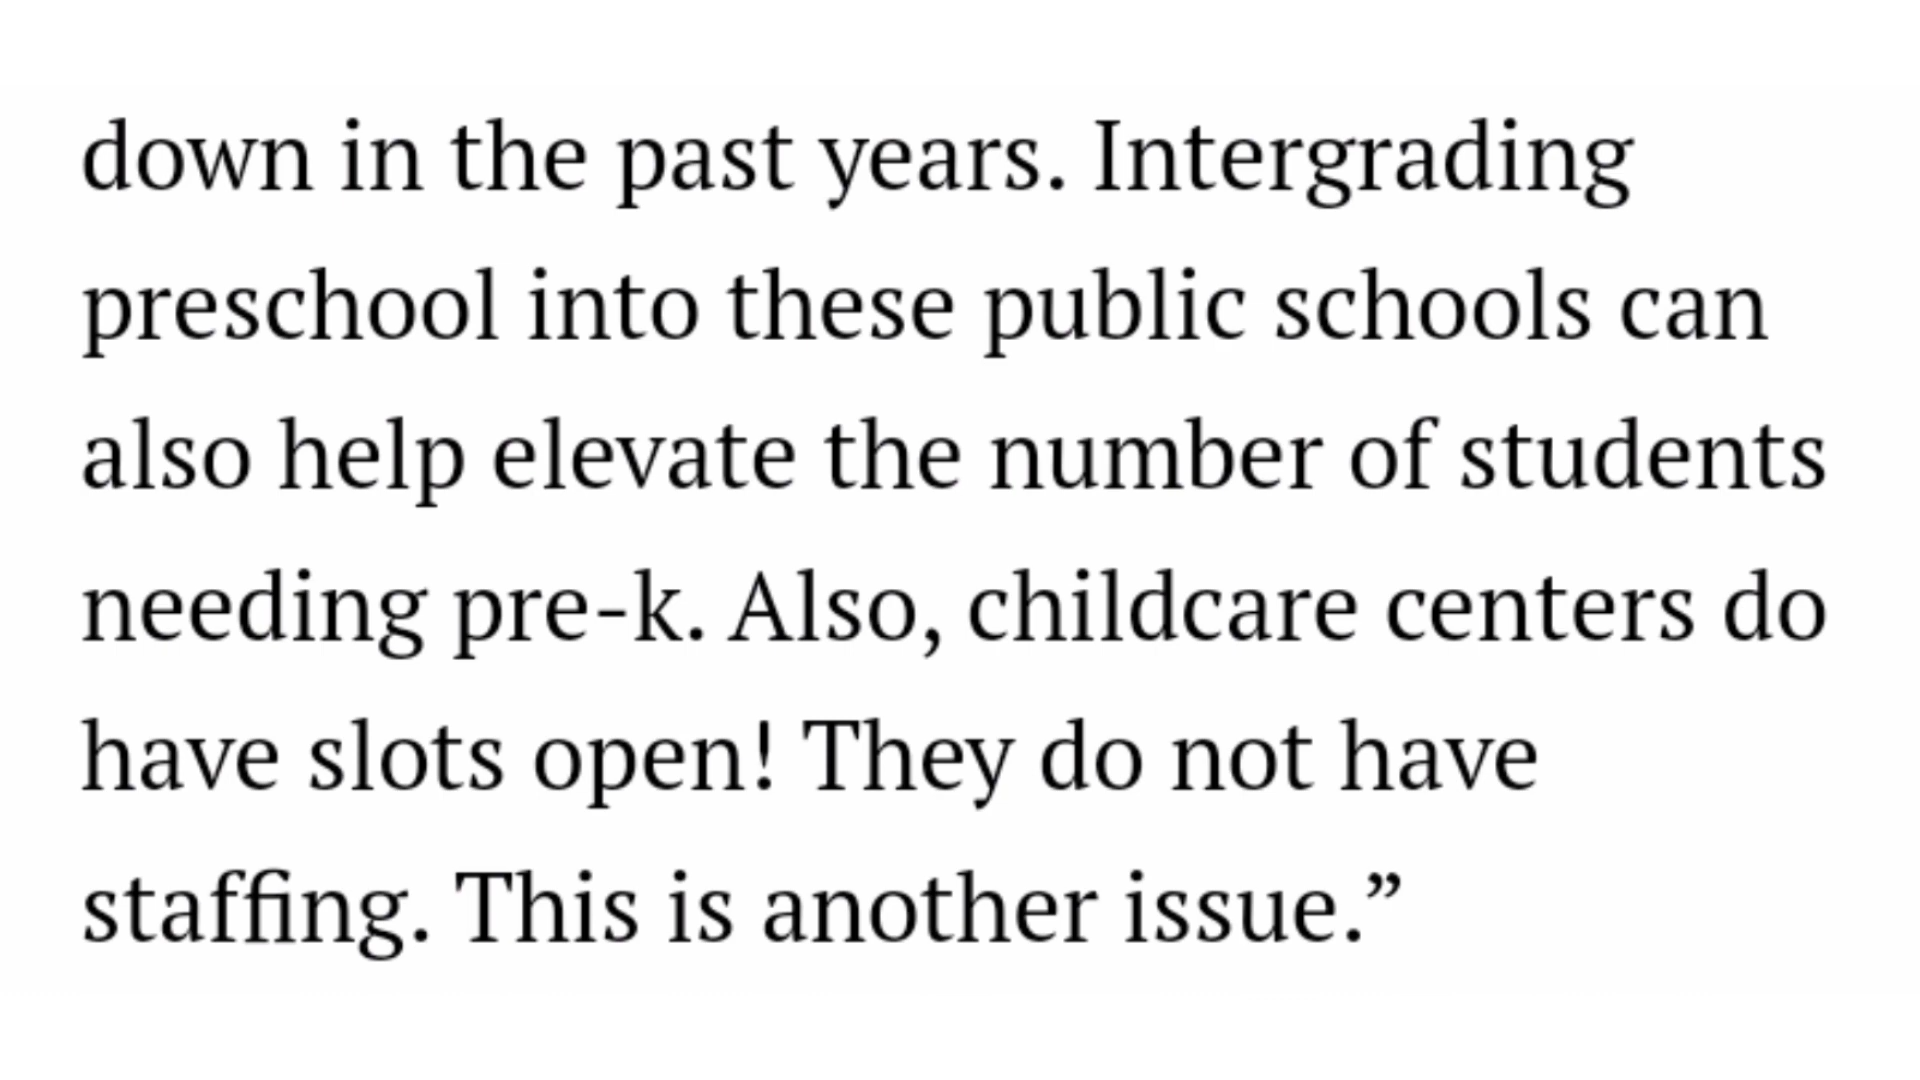 down in the past years. Intergrading
preschool into these public schools can
also help elevate the number of students
needing pre-k. Also, childcare centers do
have slots open! They do not have
staffing. This is another issue.”